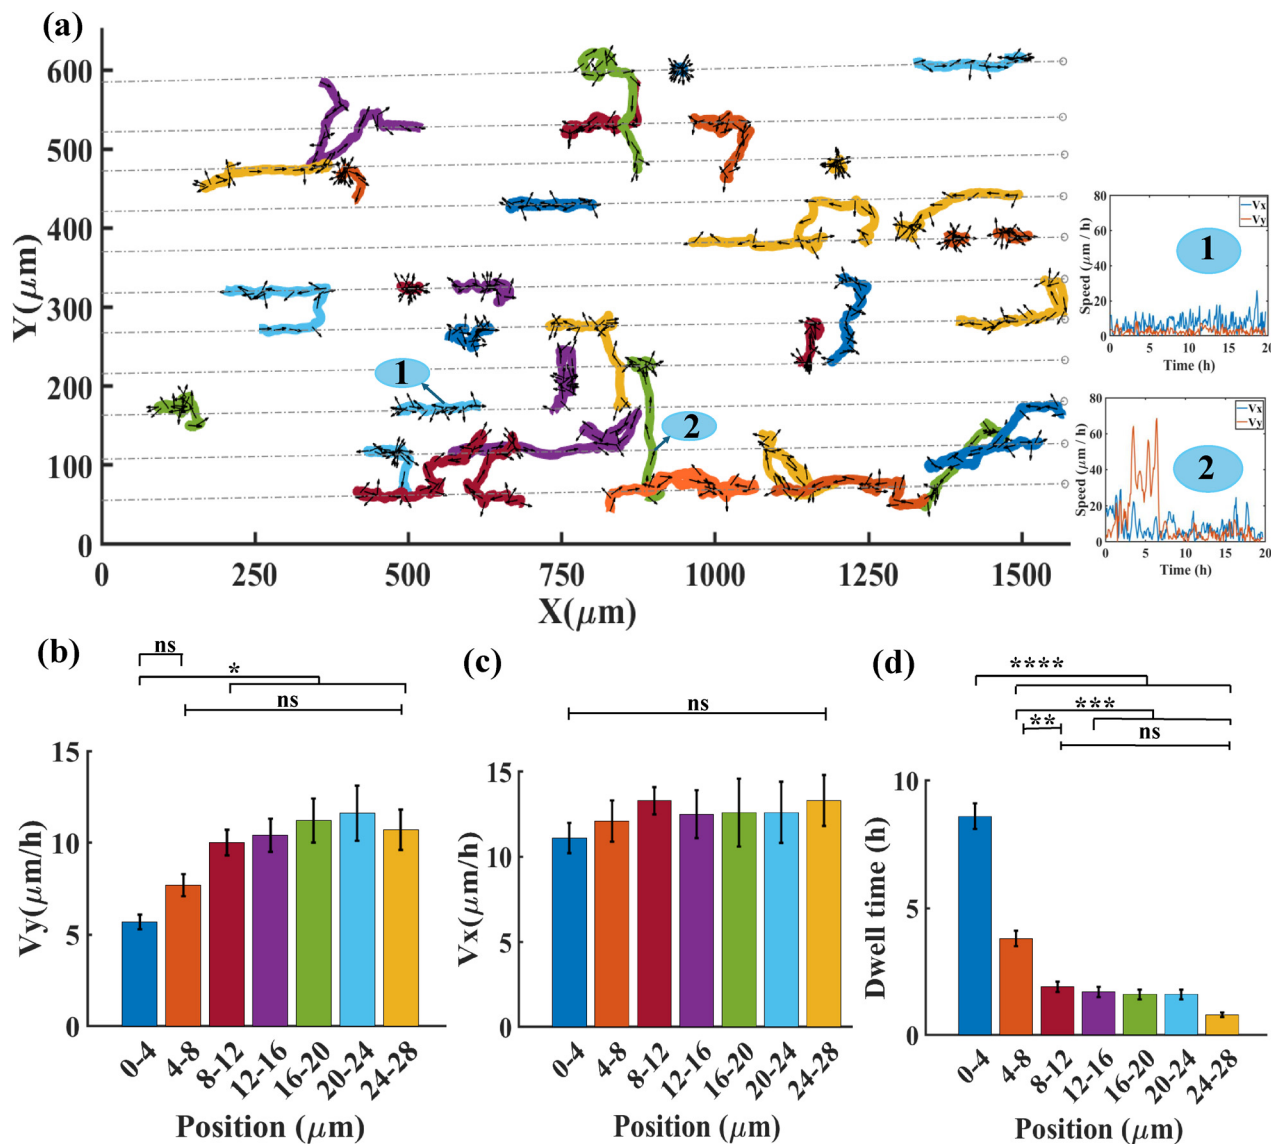 (a)
600
500
400
300
200
100
0
Y(μm)
0 250 500 750 1000 1250 1500
X(μm)
1
2
80
60
40
20
0
Speed (μm / h)
Vx
Vy
1
0 5 10 15 20
Time (h)
80
60
40
20
0
Speed (μm / h)
Vx
Vy
2
0 5 10 15 20
Time (h)
(b)
ns
*
ns
15
10
5
0
Vy(μm/h)
0-4 4-8 8-12 12-16 16-20 20-24 24-28
Position (μm)
(c)
ns
15
10
5
0
Vx(μm/h)
0-4 4-8 8-12 12-16 16-20 20-24 24-28
Position (μm)
(d)
****
***
**
ns
10
5
0
Dwell time (h)
0-4 4-8 8-12 12-16 16-20 20-24 24-28
Position (μm)